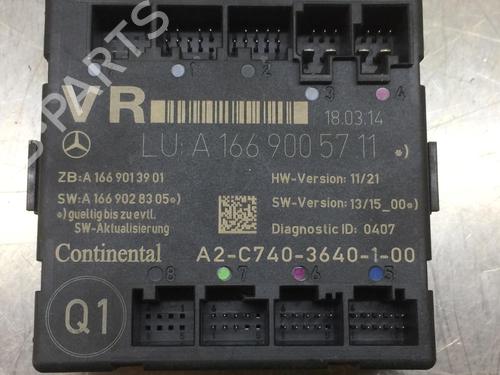 PARTS
2
3
4
VR
18.03.14
LU: A 166 900 57 11 *)
ZB: A 166 901 39 01
HW-Version: 11/21
SW: A 166 902 83 05 *)
SW-Version: 13/15_00 *)
*) gueltig bis zu evtl.
SW-Aktualisierung
Diagnostic ID: 0407
Continental
A2-C740-3640-1-00
8
7
6
5
Q1